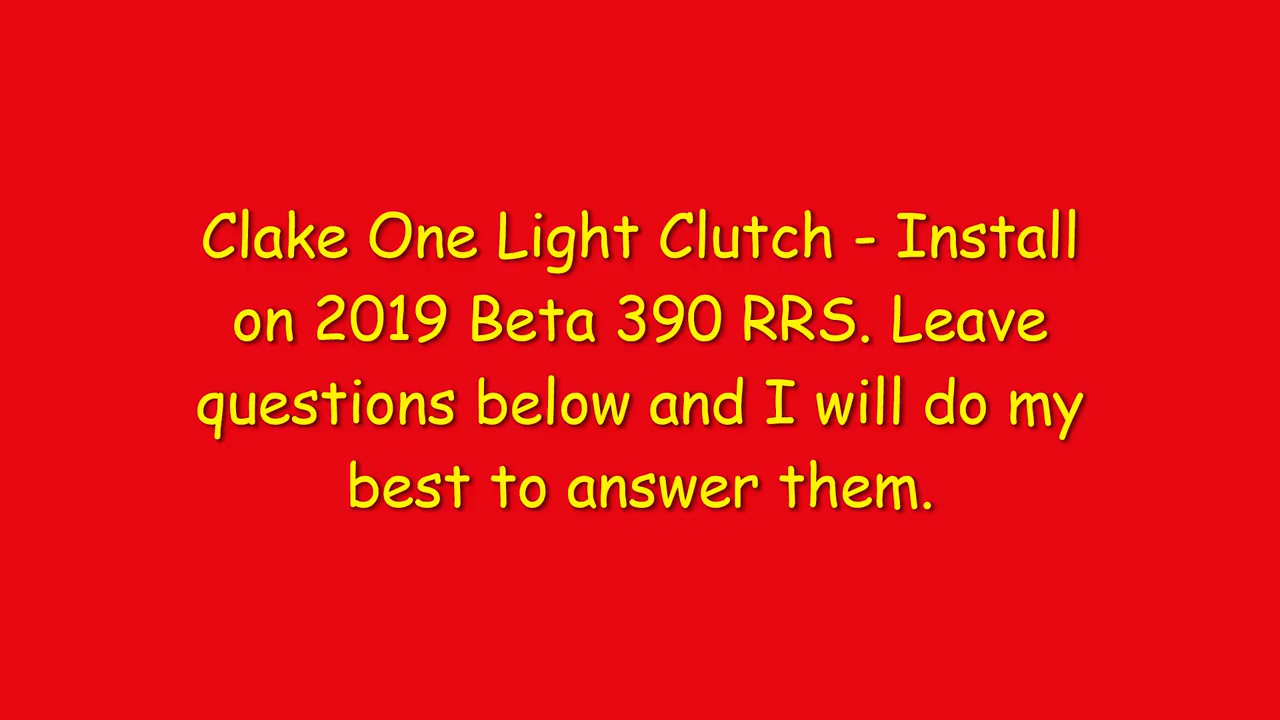 Clake One Light Clutch - Install
on 2019 Beta 390 RRS. Leave
questions below and I will do my
best to answer them.